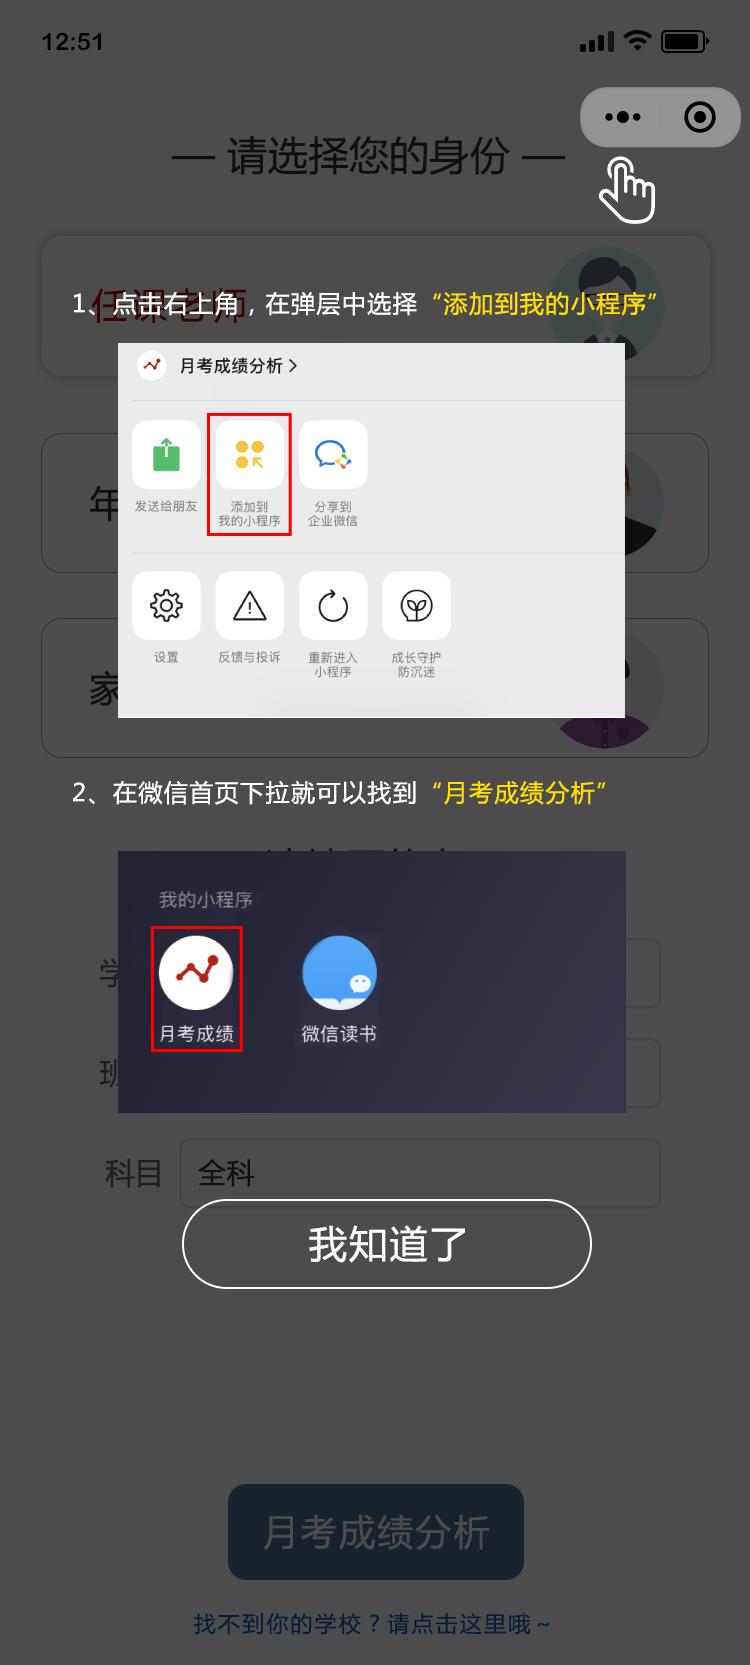 12:51
— 请选择您的身份 —
任课老师
1、点击右上角，在弹层中选择“添加到我的小程序”
月考成绩分析
发送给朋友
添加到
我的小程序
分享到
企业微信
年
设置
反馈与投诉
重新进入
小程序
成长守护
防沉迷
家
2、在微信首页下拉就可以找到“月考成绩分析”
我的小程序
月考成绩
微信读书
学
班
科目
全科
我知道了
月考成绩分析
找不到你的学校？请点击这里哦～